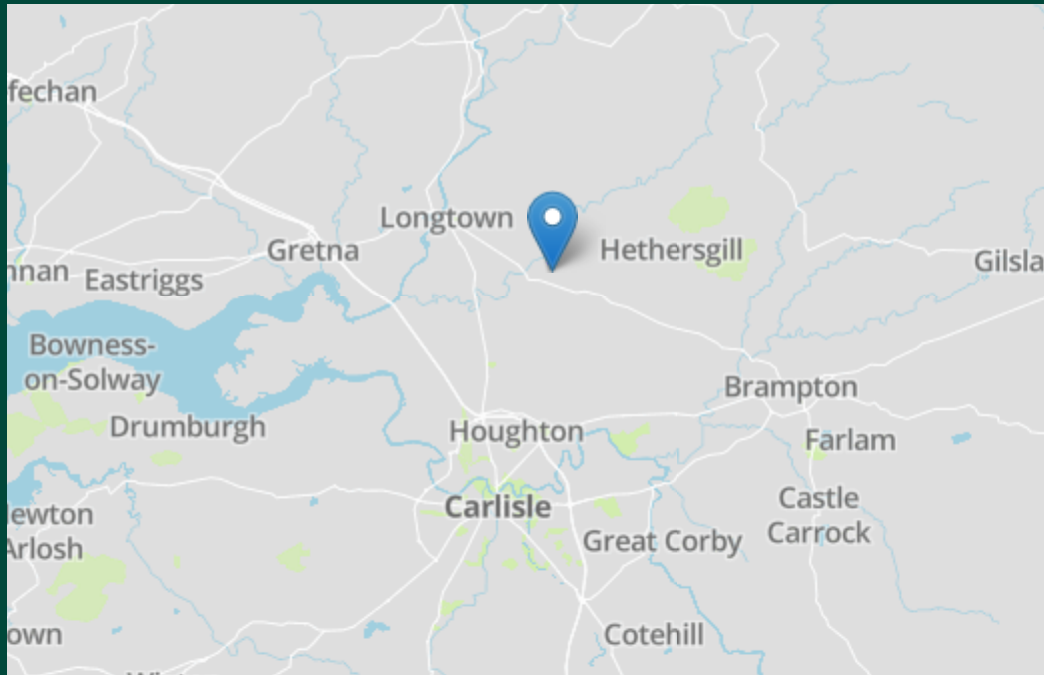 fechan
Longtown
Gretna
Hethersgill
nnan
Eastriggs
Gilsla
Bowness-
on-Solway
Brampton
Drumburgh
Houghton
Farlam
Carlisle
Castle
Carrock
ewton
Arlosh
Great Corby
own
Cotehill